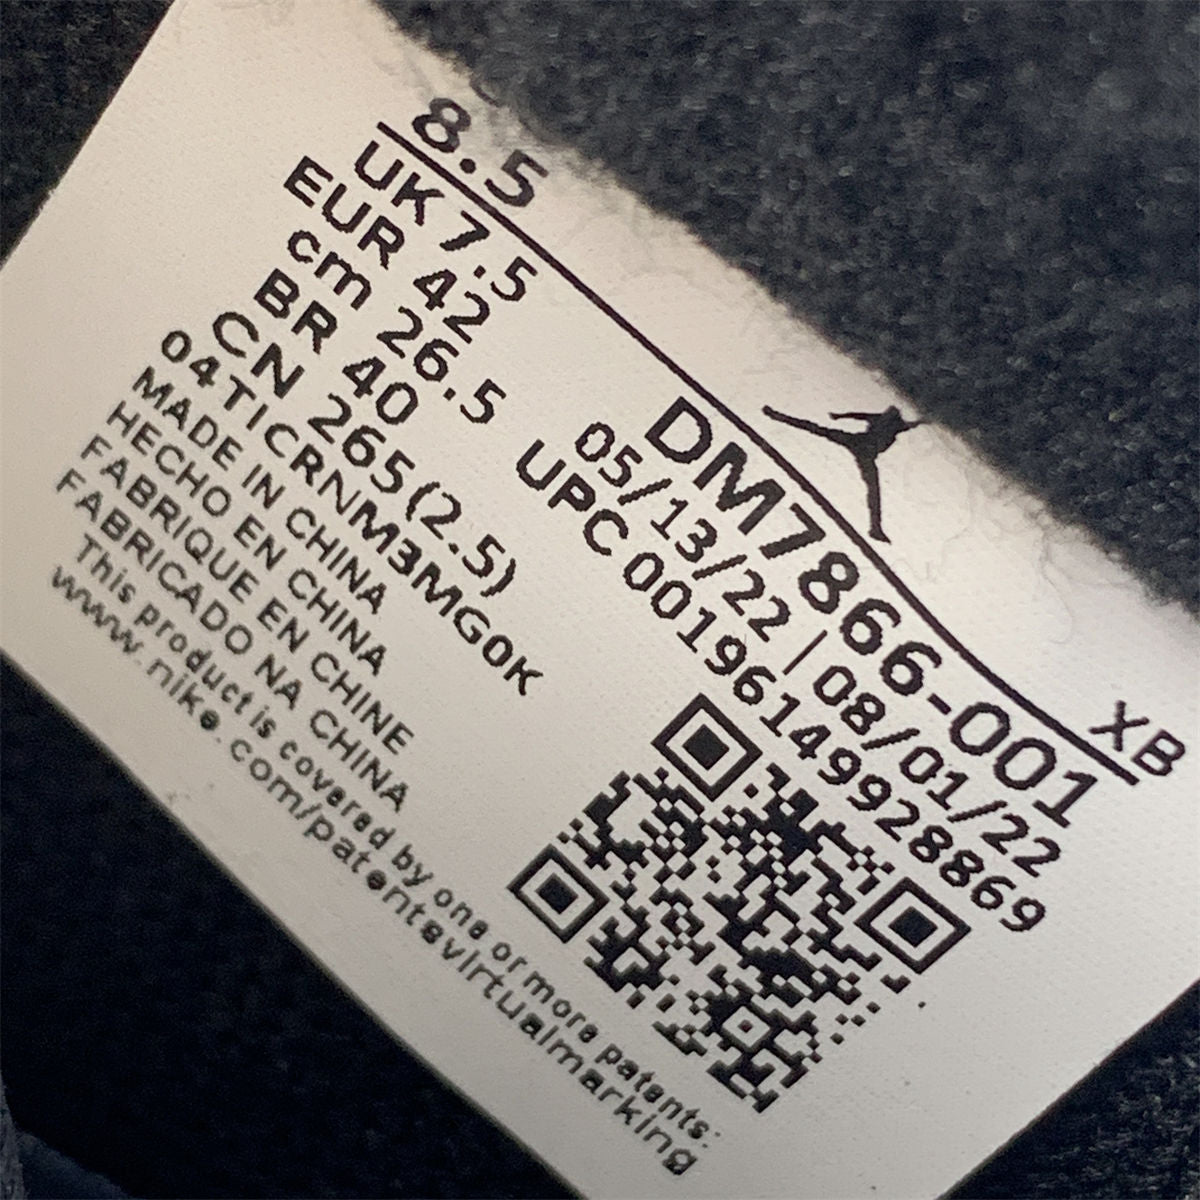 8.5
UK 7.5
EUR 42
cm 26.5
BR 40
CN 265(2.5)
04TICRNM3MG0K
MADE IN CHINA
HECHO EN CHINA
FABRIQUE EN CHINE
FABRICADO NA CHINA
This product is covered by one or more patents:
www.nike.com/patentsvirtualmarking
XB
DM7866-001
05/13/22 | 08/01/22
UPC 00196149928869